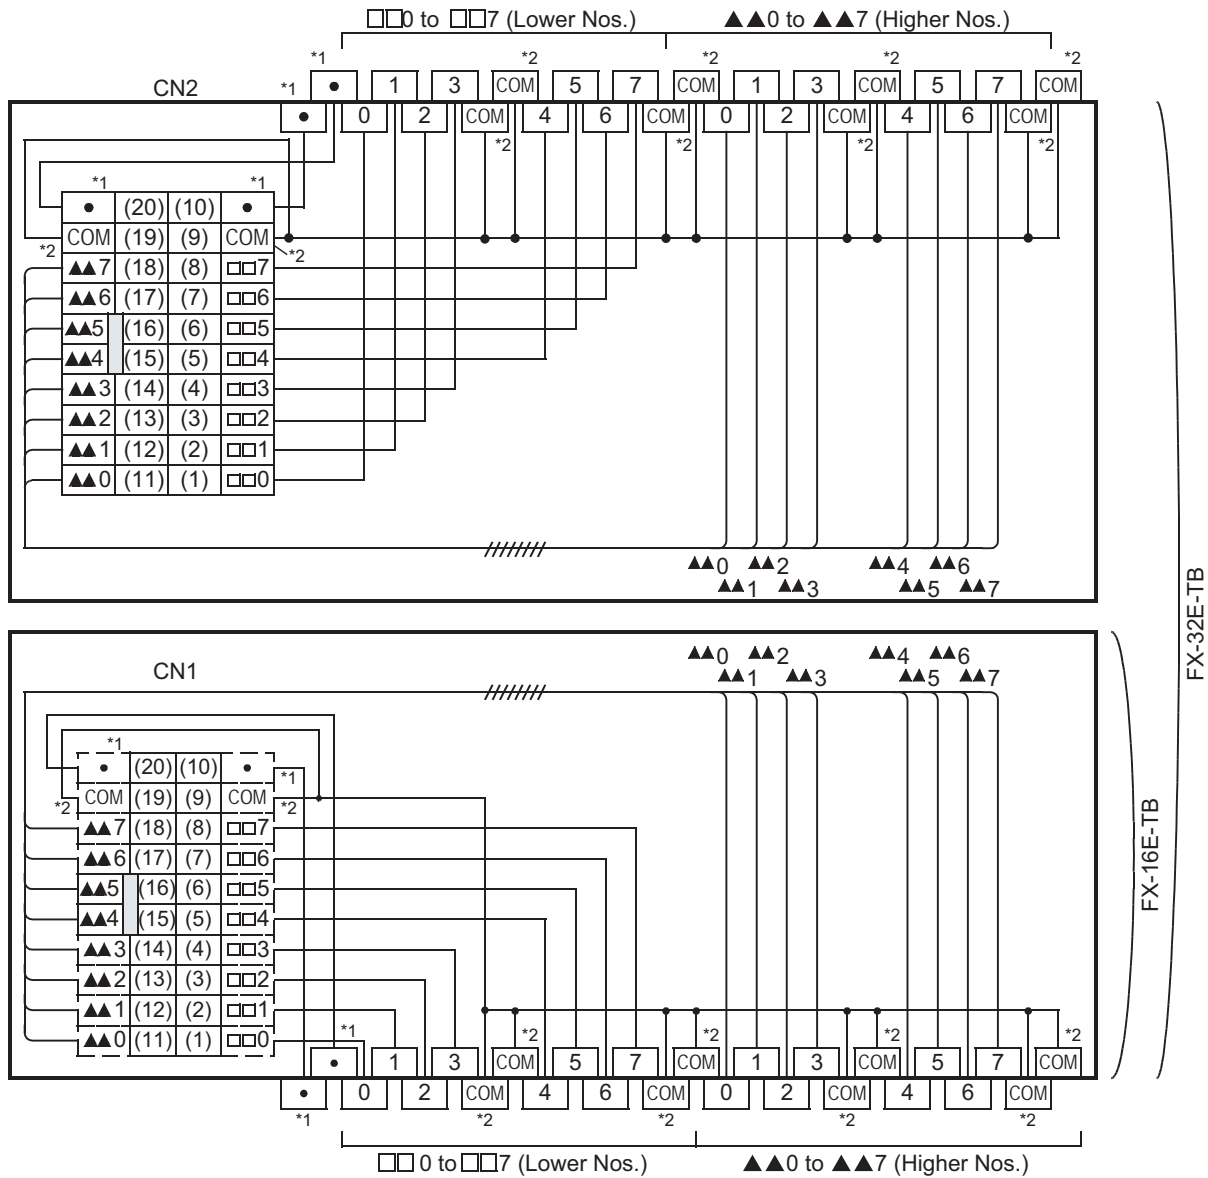 □□0 to □□7 (Lower Nos.) ▲▲0 to ▲▲7 (Higher Nos.)
*1 *2 *2 *2 *2
CN2 *1 • 1 3 COM 5 7 COM 1 3 COM 5 7 COM
• 0 2 COM 4 6 COM 0 2 COM 4 6 COM
*2 *2 *2 *2
*1 *1
• (20) (10) •
COM (19) (9) COM
*2 *2
▲▲7 (18) (8) □□7
▲▲6 (17) (7) □□6
▲▲5 (16) (6) □□5
▲▲4 (15) (5) □□4
▲▲3 (14) (4) □□3
▲▲2 (13) (3) □□2
▲▲1 (12) (2) □□1
▲▲0 (11) (1) □□0
▲▲0 ▲▲2 ▲▲4 ▲▲6
▲▲1 ▲▲3 ▲▲5 ▲▲7
FX-32E-TB
▲▲0 ▲▲2 ▲▲4 ▲▲6
CN1 ▲▲1 ▲▲3 ▲▲5 ▲▲7
*1
• (20) (10) • *1
*2 COM (19) (9) COM *2
▲▲7 (18) (8) □□7
▲▲6 (17) (7) □□6
▲▲5 (16) (6) □□5
▲▲4 (15) (5) □□4
▲▲3 (14) (4) □□3
▲▲2 (13) (3) □□2
▲▲1 (12) (2) □□1
▲▲0 (11) (1) □□0
FX-16E-TB
*1 *2 *2 *2 *2
• 1 3 COM 5 7 COM 1 3 COM 5 7 COM
• 0 2 COM 4 6 COM 0 2 COM 4 6 COM
*1 *2 *2 *2 *2
□□0 to □□7 (Lower Nos.) ▲▲0 to ▲▲7 (Higher Nos.)